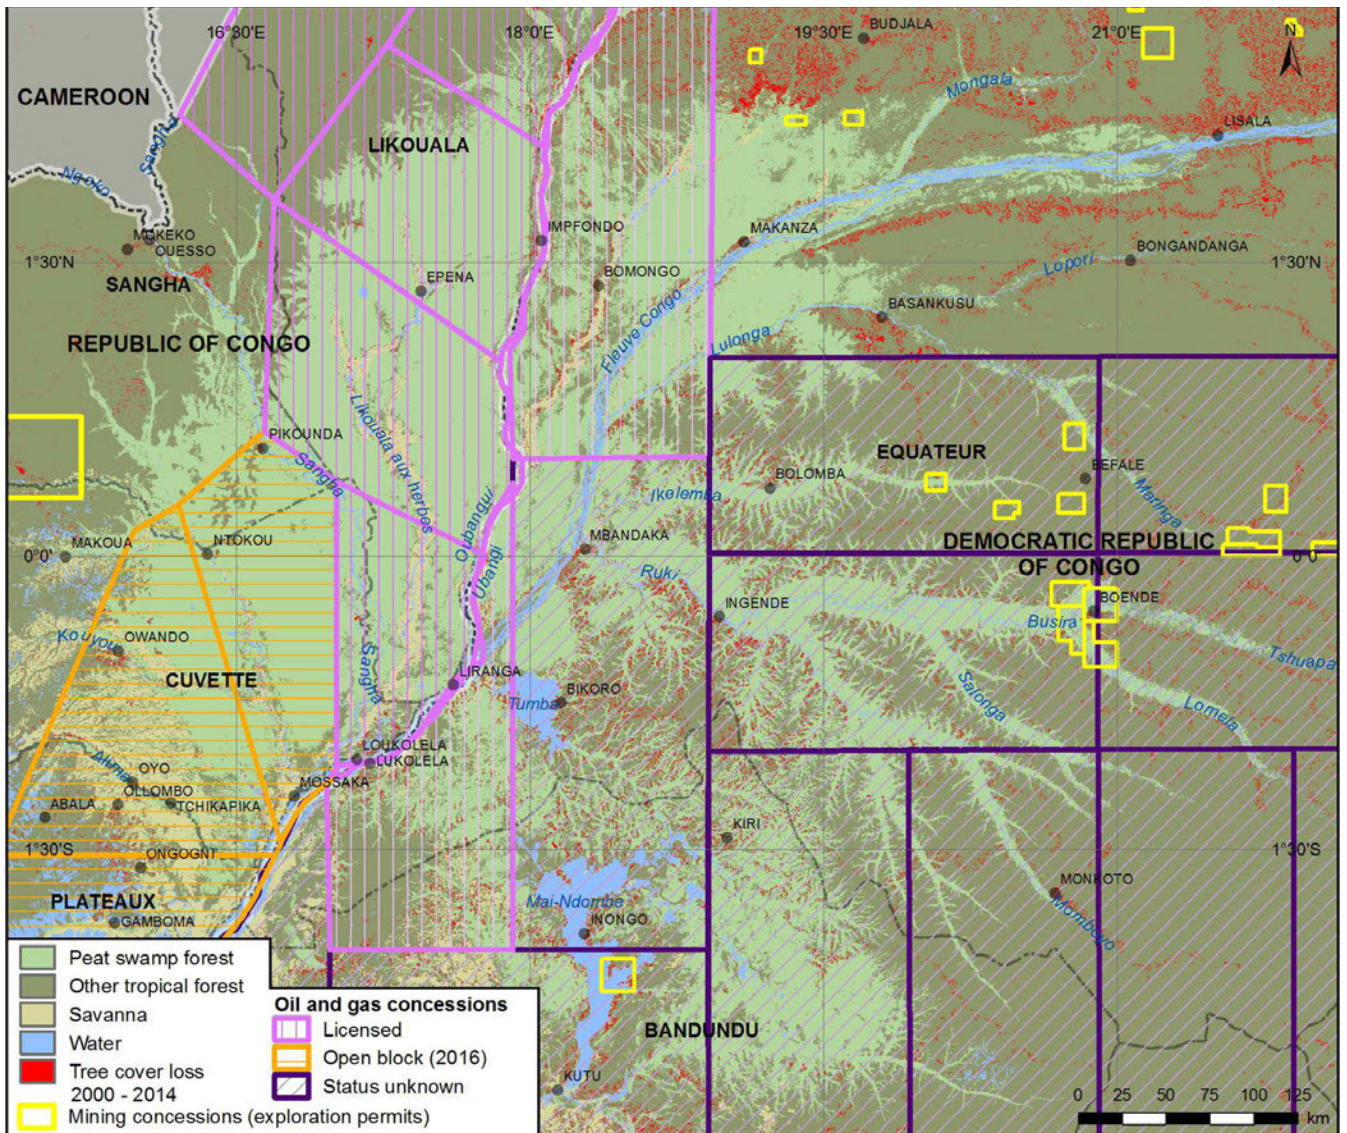 16°30'E
18°0'E
19°30'E
21°0'E
N
BUDJALA
CAMEROON
Mongala
LISALA
LIKOUALA
Sangha
Ngoko
MOKEKO
OUESSO
IMPFONDO
MAKANZA
BONGANDANGA
1°30'N
1°30'N
EPENA
BOMONGO
Lopori
SANGHA
BASANKUSU
Fleuve Congo
Lulonga
REPUBLIC OF CONGO
Likouala aux herbes
PIKOUNDA
Sangha
EQUATEUR
BOLOMBA
BEFALE
Ikelemba
Maringa
Oubangui
Ubangi
MAKOUA
NTOKOU
MBANDAKA
DEMOCRATIC REPUBLIC
OF CONGO
0°0'
0°0'
Ruki
INGENDE
BOENDE
Busira
Kouyou
OWANDO
Tshuapa
CUVETTE
Sangha
LIRANGA
Tumba
BIKORO
Salonga
Lomela
LOUKOLELA
LUKOLELA
Alima
OYO
OLLOMBO
MOSSAKA
ABALA
TCHIKAPIKA
KIRI
1°30'S
1°30'S
ONGOGNI
MONKOTO
PLATEAUX
Mai-Ndombe
Momboyo
GAMBOMA
INONGO
BANDUNDU
KUTU
Peat swamp forest
Other tropical forest
Savanna
Water
Tree cover loss
2000 - 2014
Mining concessions (exploration permits)
Oil and gas concessions
Licensed
Open block (2016)
Status unknown
0 25 50 75 100 125
km